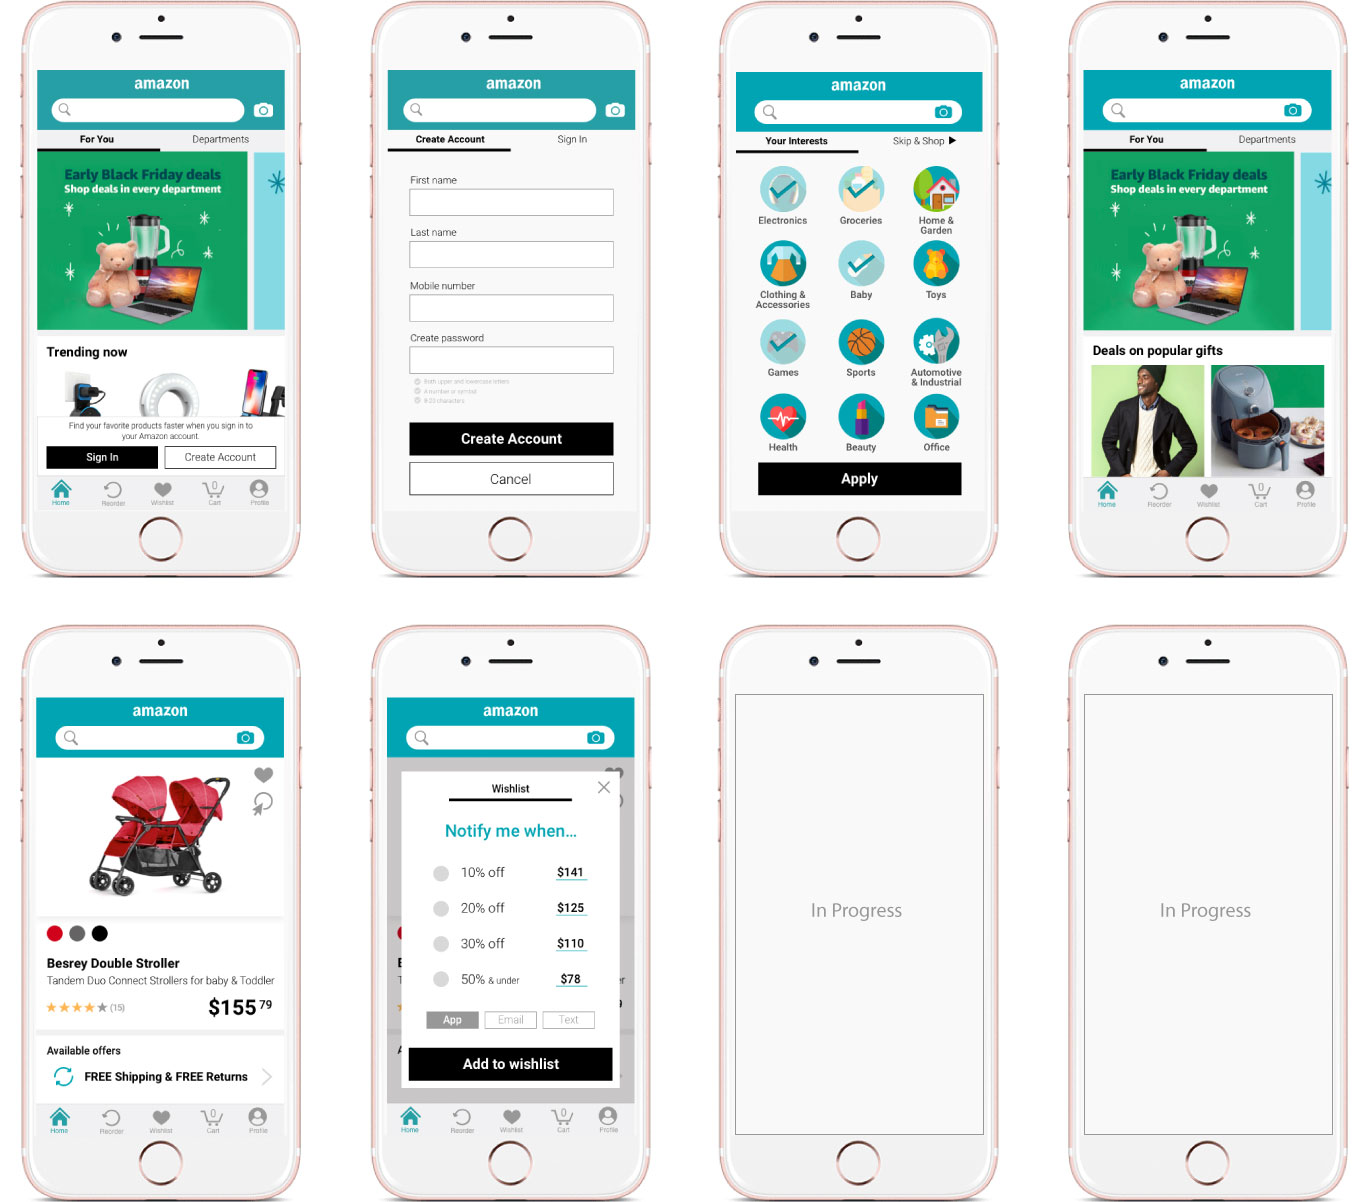 amazon
For You
Departments
Early Black Friday deals
Shop deals in every department
Trending now
Find your favorite products faster when you sign in to
your Amazon account.
Sign In
Create Account
Home
Reorder
Wishlist
0
Cart
Profile
amazon
Create Account
Sign In
First name
Last name
Mobile number
Create password
Both upper and lowercase letters
A number or symbol
8-20 characters
Create Account
Cancel
amazon
Your Interests
Skip & Shop
Electronics
Groceries
Home &
Garden
Clothing &
Accessories
Baby
Toys
Games
Sports
Automotive
& Industrial
Health
Beauty
Office
Apply
amazon
For You
Departments
Early Black Friday deals
Shop deals in every department
Deals on popular gifts
Home
Reorder
Wishlist
0
Cart
Profile
amazon
Besrey Double Stroller
Tandem Duo Connect Strollers for baby & Toddler
(15)
$155 79
Available offers
FREE Shipping & FREE Returns
Home
Reorder
Wishlist
0
Cart
Profile
amazon
Wishlist
Notify me when...
10% off $141
20% off $125
30% off $110
50% & under $78
App
Email
Text
Add to wishlist
Home
Reorder
Wishlist
0
Cart
Profile
In Progress
In Progress